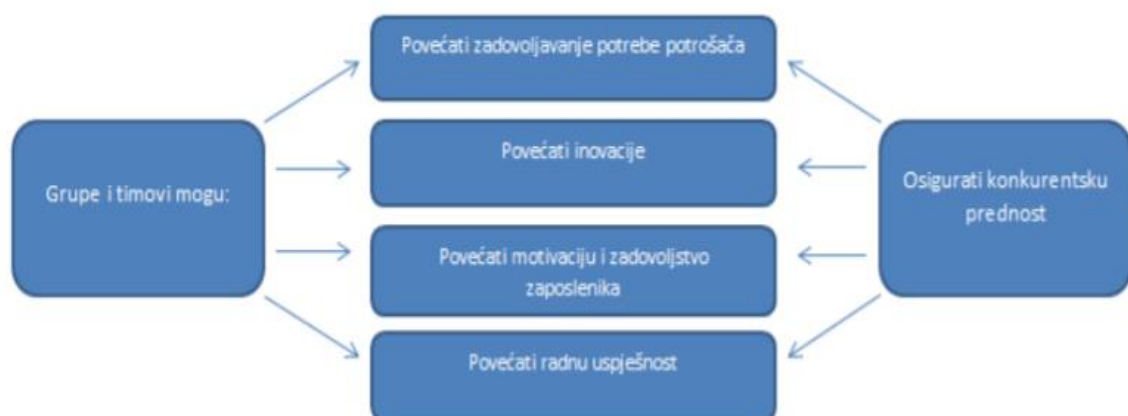 Povećati zadovoljavanje potrebe potrošača
Povećati inovacije
Grupe i timovi mogu:
Osigurati konkurentsku
prednost
Povećati motivaciju i zadovoljstvo
zaposlenika
Povećati radnu uspješnost